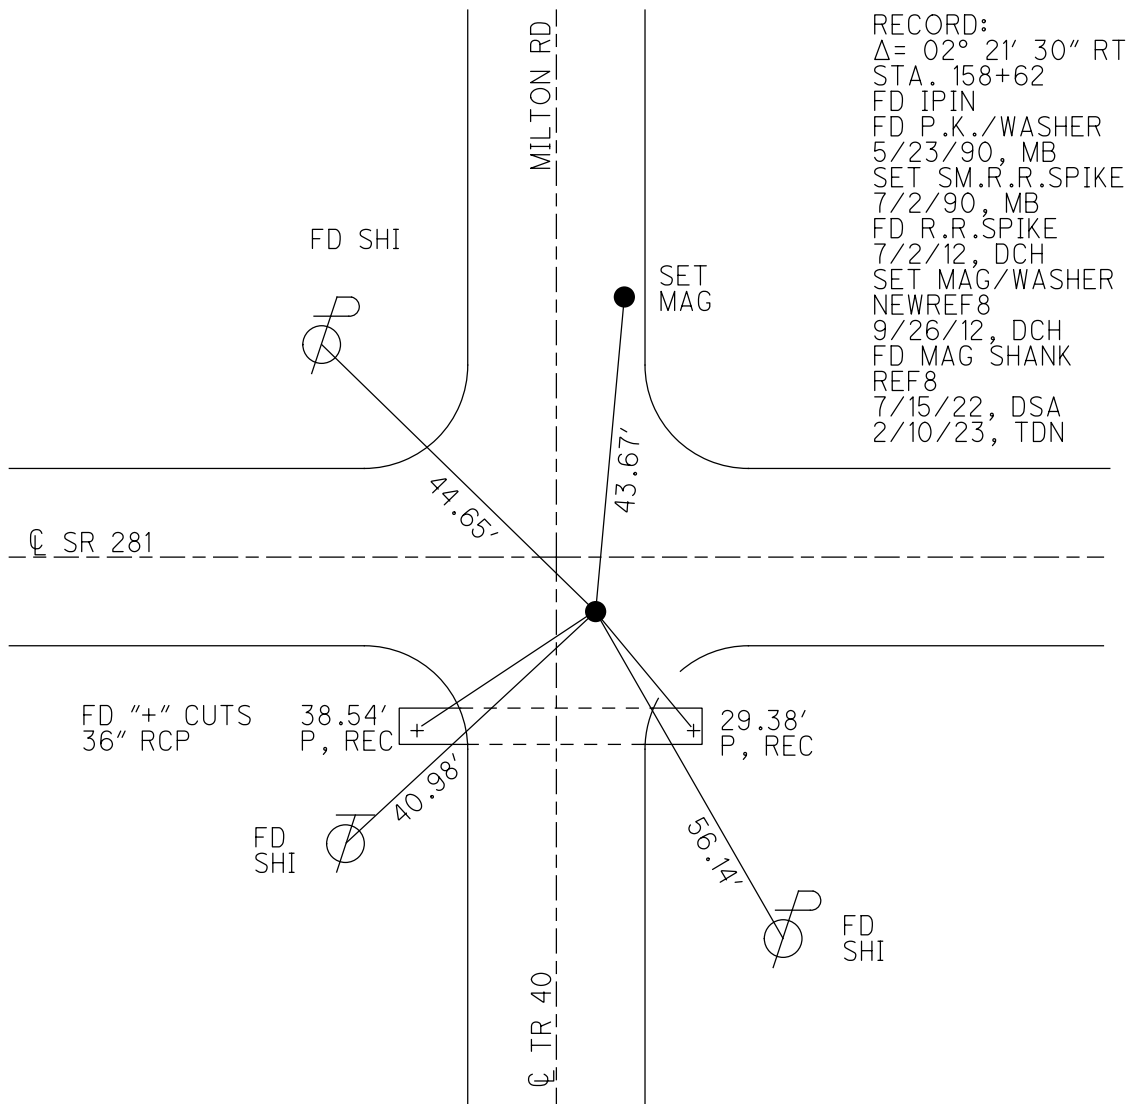 MILTON RD
RECORD:
Δ= 02° 21′ 30″ RT
STA. 158+62
FD IPIN
FD P.K./WASHER
5/23/90, MB
SET SM.R.R.SPIKE
7/2/90, MB
FD R.R.SPIKE
7/2/12, DCH
SET MAG/WASHER
NEWREF8
9/26/12, DCH
FD MAG SHANK
REF8
7/15/22, DSA
2/10/23, TDN
FD SHI
SET
MAG
P
44.65′
43.67′
℄ SR 281
FD "+" CUTS
36″ RCP
38.54′
P, REC
29.38′
P, REC
40.98′
T
FD
SHI
56.14′
P
FD
SHI
℄ TR 40